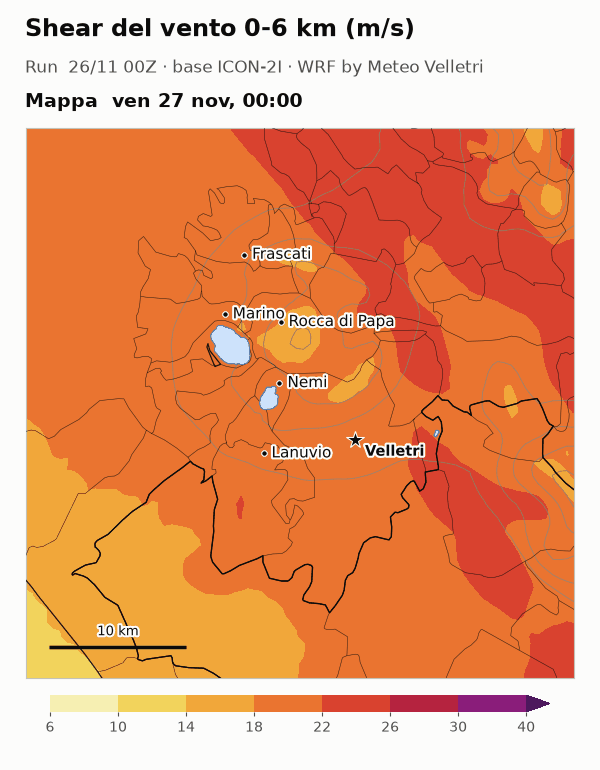 Shear del vento 0-6 km (m/s)
Run  26/11 00Z · base ICON-2I · WRF by Meteo Velletri
Mappa  ven 27 nov, 00:00
Frascati
Marino
Rocca di Papa
Nemi
Velletri
Lanuvio
10 km
6 10 14 18 22 26 30 40